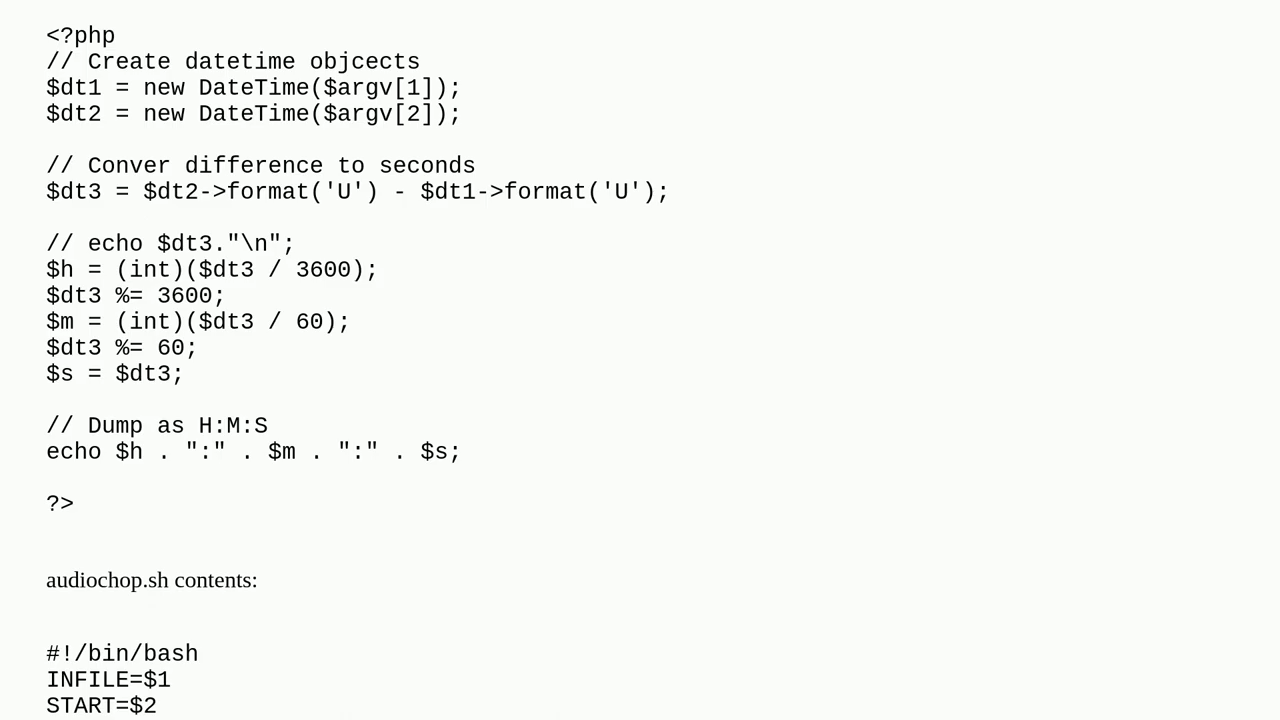 <?php
// Create datetime objcects
$dt1 = new DateTime($argv[1]);
$dt2 = new DateTime($argv[2]);
// Conver difference to seconds
$dt3 = $dt2->format('U') - $dt1->format('U');
// echo $dt3."\n";
$h = (int)($dt3 / 3600);
$dt3 %= 3600;
$m = (int)($dt3 / 60);
$dt3 %= 60;
$s = $dt3;
// Dump as H:M:S
echo $h . ":" . $m . ":" . $s;
?>
audiochop.sh contents:
#!/bin/bash
INFILE=$1
START=$2